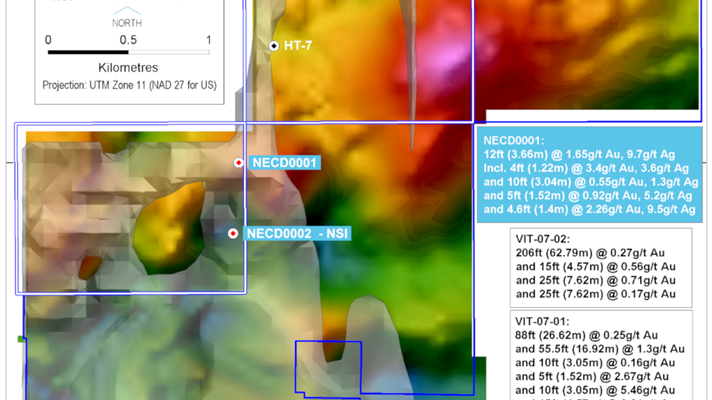 NORTH
0 0.5 1
Kilometres
Projection: UTM Zone 11 (NAD 27 for US)
HT-7
NECD0001
NECD0002 - NSI
NECD0001:
12ft (3.66m) @ 1.65g/t Au, 9.7g/t Ag
Incl. 4ft (1.22m) @ 3.4g/t Au, 3.6g/t Ag
and 10ft (3.04m) @ 0.55g/t Au, 1.3g/t Ag
and 5ft (1.52m) @ 0.92g/t Au, 5.2g/t Ag
and 4.6ft (1.4m) @ 2.26g/t Au, 9.5g/t Ag
VIT-07-02:
206ft (62.79m) @ 0.27g/t Au
and 15ft (4.57m) @ 0.56g/t Au
and 25ft (7.62m) @ 0.71g/t Au
and 25ft (7.62m) @ 0.17g/t Au
VIT-07-01:
88ft (26.62m) @ 0.25g/t Au
and 55.5ft (16.92m) @ 1.3g/t Au
and 10ft (3.05m) @ 0.16g/t Au
and 5ft (1.52m) @ 2.67g/t Au
and 10ft (3.05m) @ 5.46g/t Au